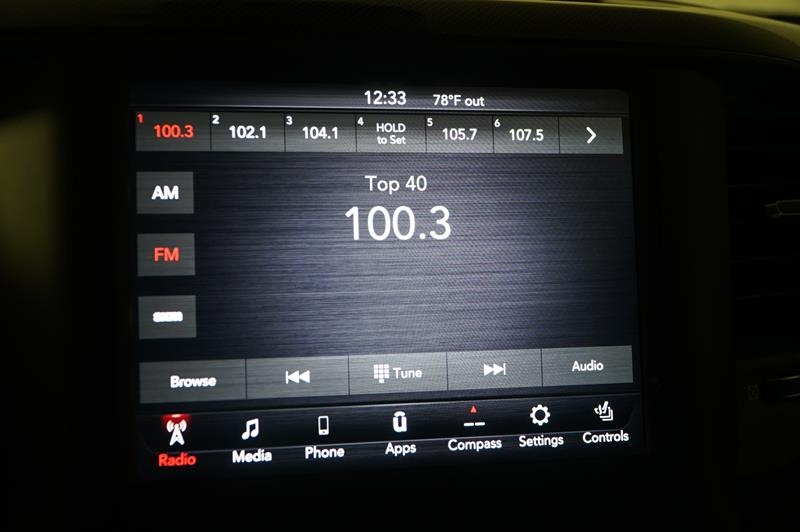 12:33 78°F out
1 100.3 2 102.1 3 104.1 4 HOLD to Set 5 105.7 6 107.5
Top 40
100.3
AM
FM
Browse Tune Audio
Radio Media Phone Apps Compass Settings Controls